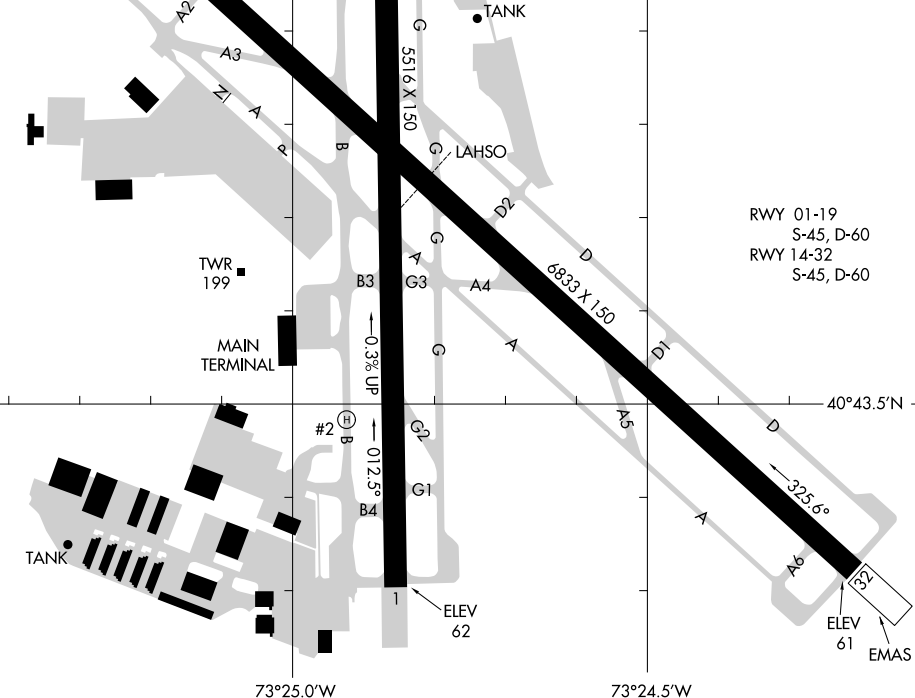 A2
G
TANK
A3
5516 X 150
Z
A
P
B
G
LAHSO
D2
RWY 01-19
S-45, D-60
RWY 14-32
S-45, D-60
G
A
D
TWR
199
B3
G3
A4
6833 X 150
0.3% UP
G
A
D1
MAIN
TERMINAL
40°43.5'N
#2
H
B
012.5°
G2
A5
D
G1
B4
325.6°
A
TANK
A6
32
1
ELEV
62
ELEV
61
EMAS
73°25.0'W
73°24.5'W